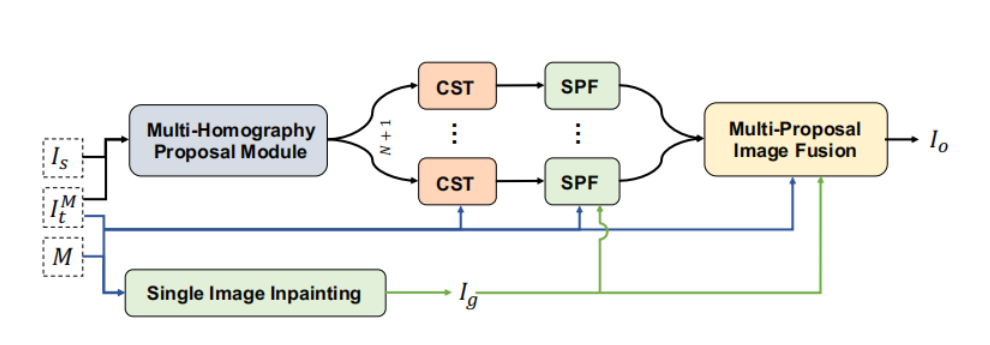 CST
SPF
Multi-Homography
Proposal Module
N + 1
⋮
⋮
Multi-Proposal
Image Fusion
I_o
I_s
CST
SPF
I_t^M
M
Single Image Inpainting
I_g